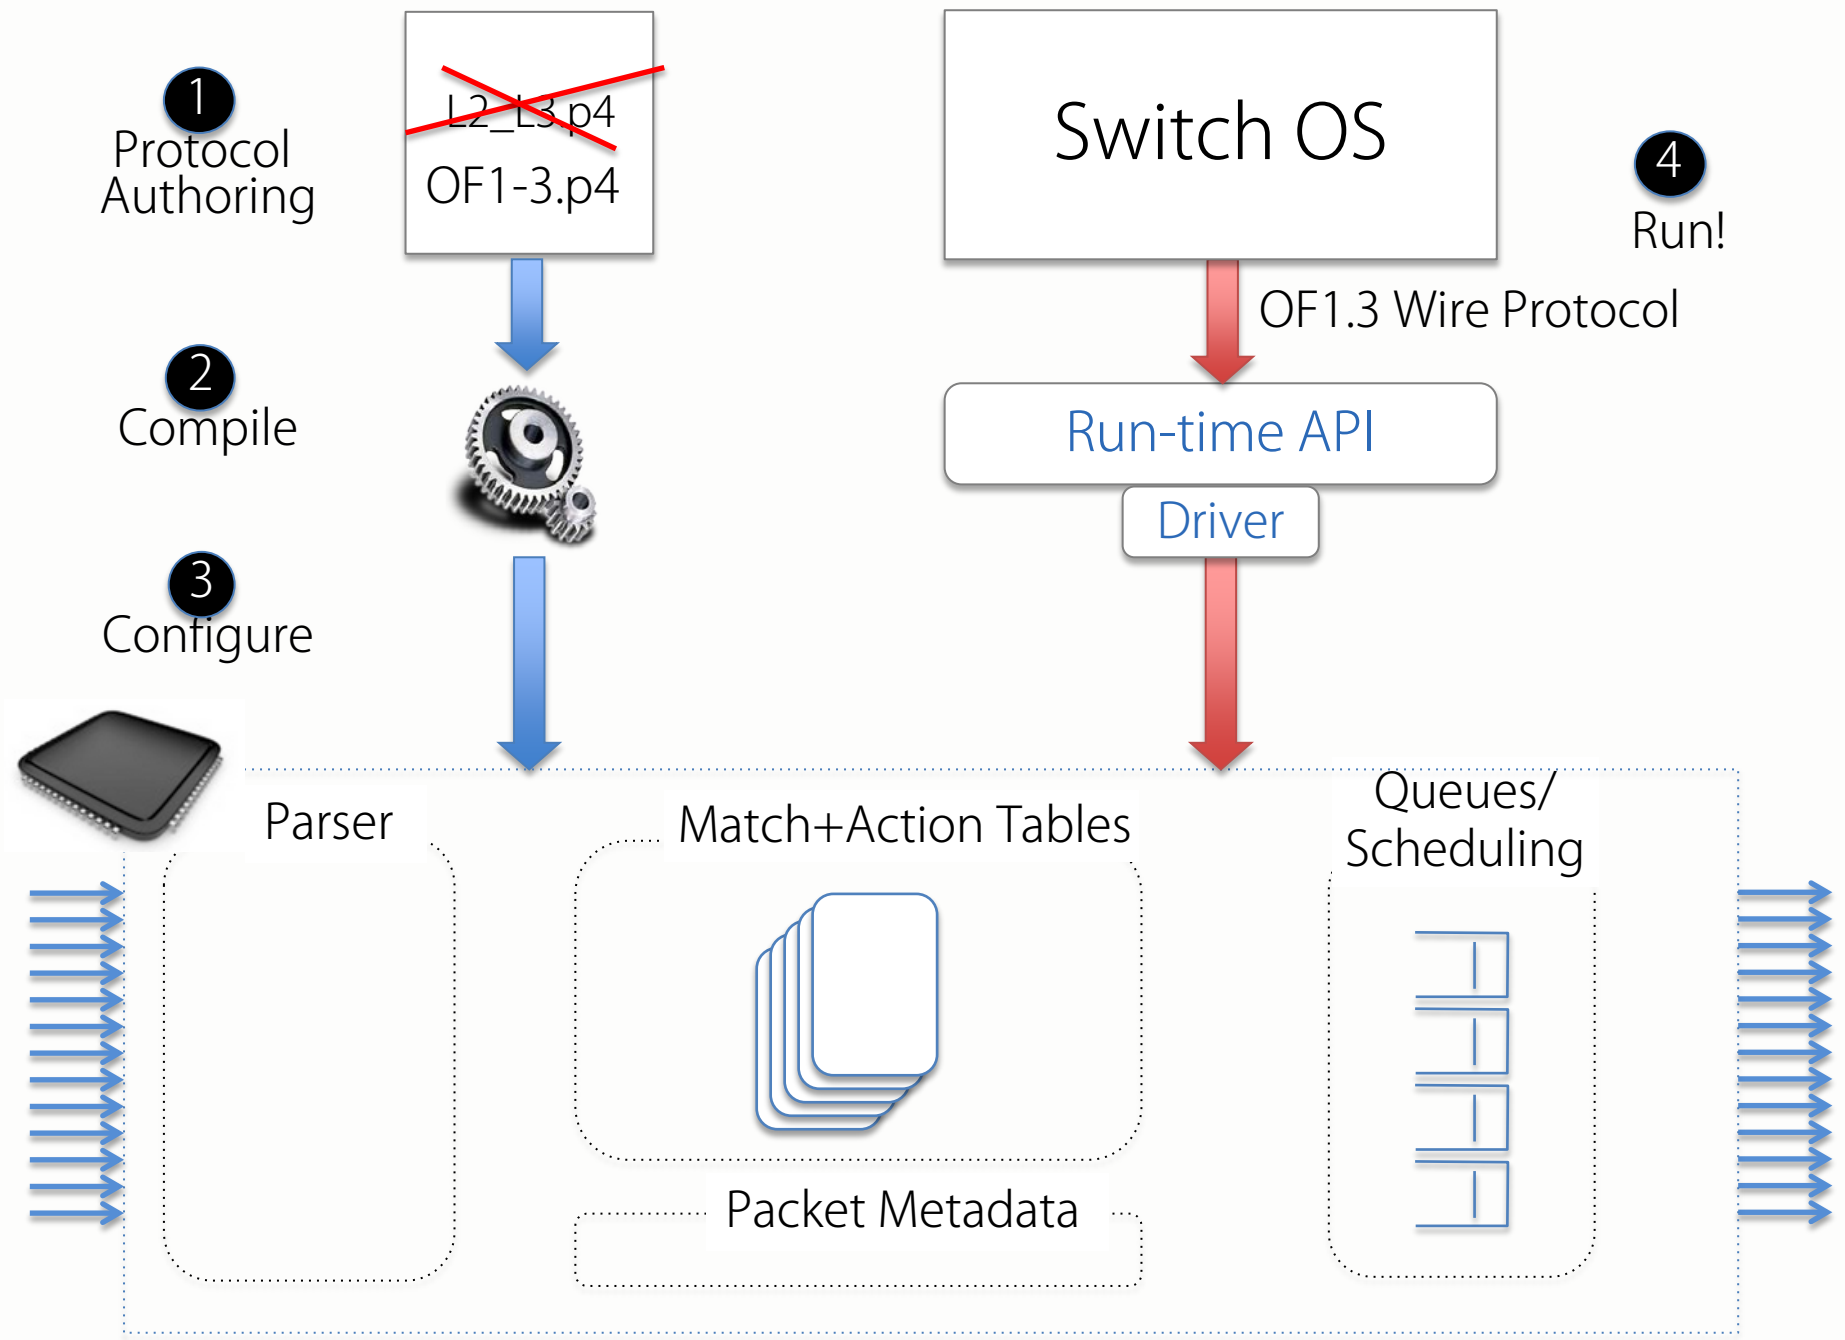 1
Protocol
Authoring
L2_L3.p4
OF1-3.p4
Switch OS
4
Run!
OF1.3 Wire Protocol
2
Compile
Run-time API
Driver
3
Configure
Parser
Match+Action Tables
Queues/
Scheduling
Packet Metadata